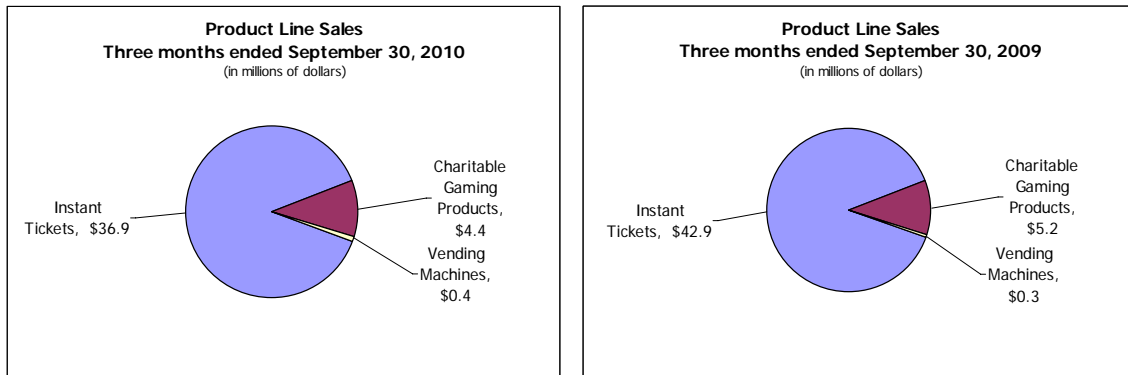 Product Line Sales
Three months ended September 30, 2010
(in millions of dollars)
Instant
Tickets, $36.9
Charitable
Gaming
Products,
$4.4
Vending
Machines,
$0.4
Product Line Sales
Three months ended September 30, 2009
(in millions of dollars)
Instant
Tickets, $42.9
Charitable
Gaming
Products,
$5.2
Vending
Machines,
$0.3